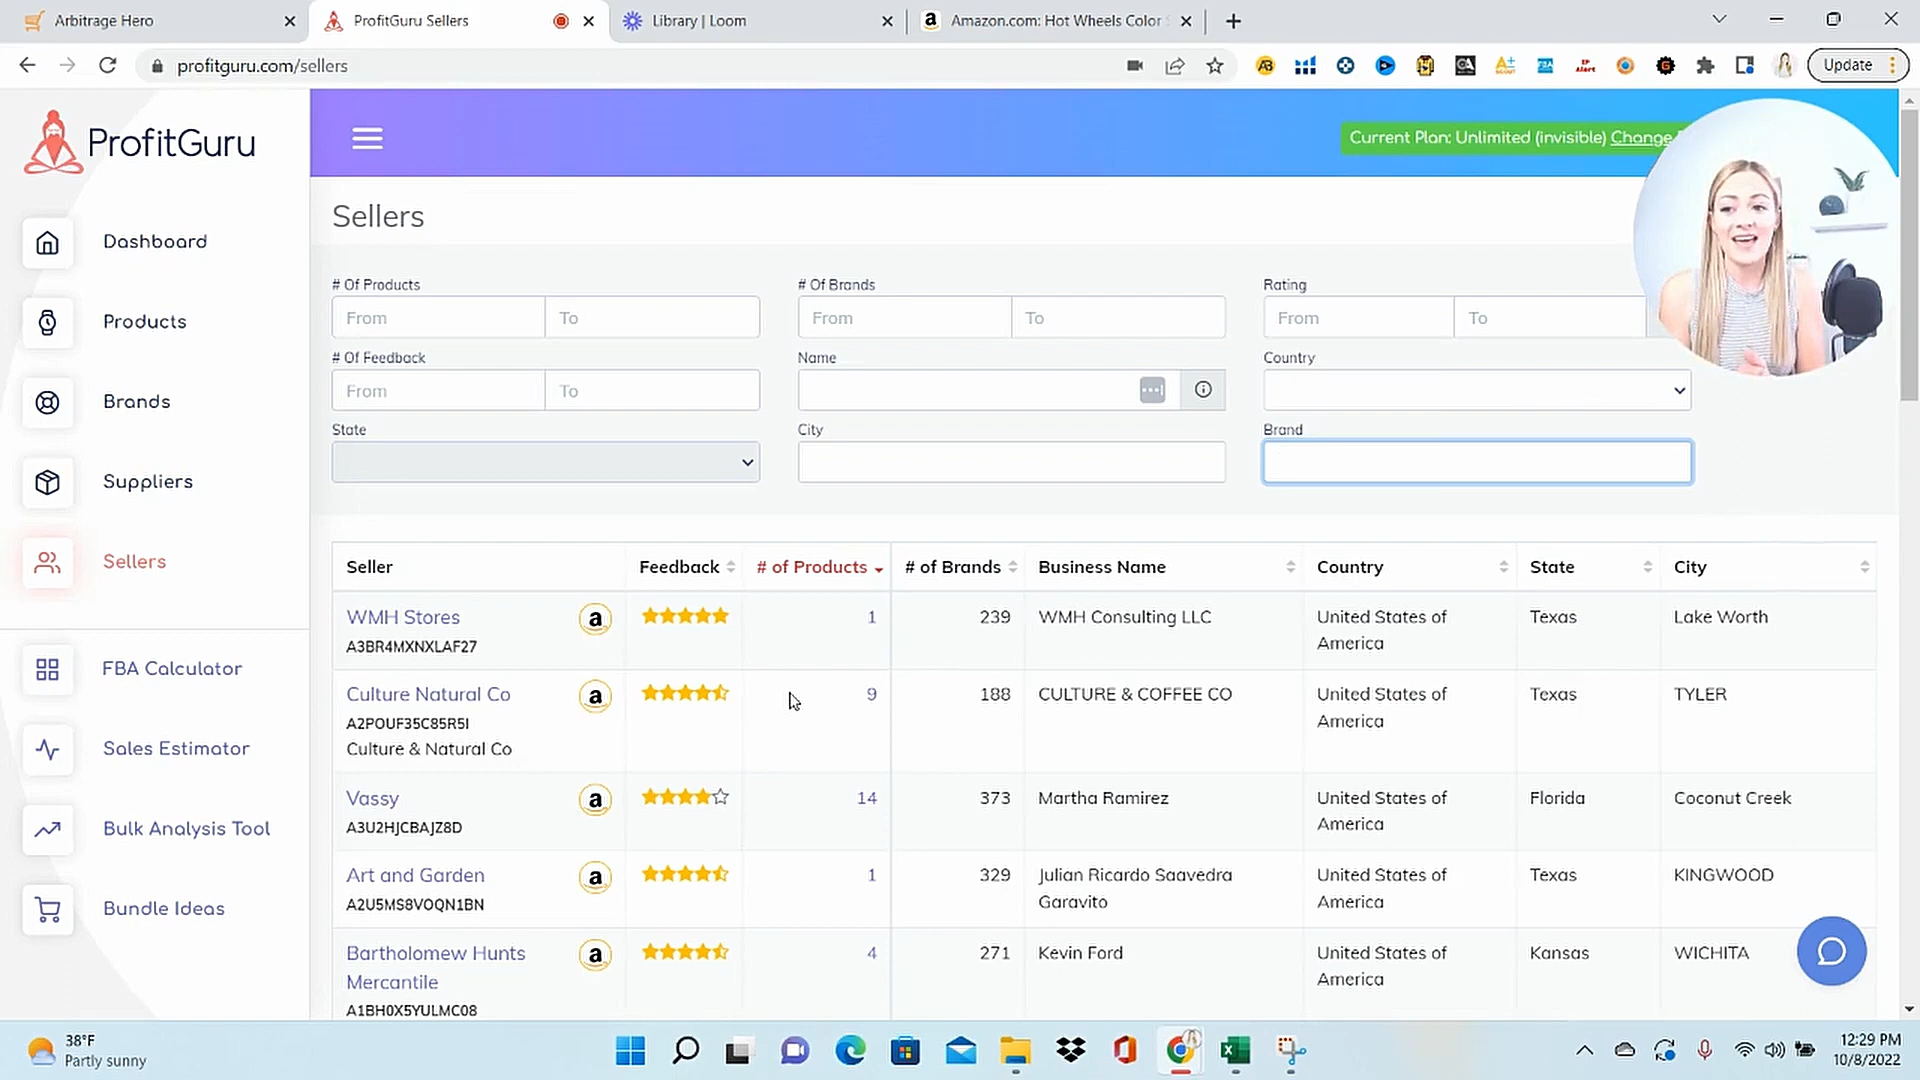 Arbitrage Hero
ProfitGuru Sellers
Library | Loom
Amazon.com: Hot Wheels Color
profitguru.com/sellers
Update
ProfitGuru
Current Plan: Unlimited (invisible) Change
Dashboard
Products
Brands
Suppliers
Sellers
FBA Calculator
Sales Estimator
Bulk Analysis Tool
Bundle Ideas
Sellers
# Of Products
# Of Brands
Rating
From To From To From To
# Of Feedback
Name
Country
From To
State
City
Brand
Seller Feedback # of Products # of Brands Business Name Country State City
WMH Stores 1 239 WMH Consulting LLC United States of America Texas Lake Worth
A3BR4MXNXLAF27
Culture Natural Co 9 188 CULTURE & COFFEE CO United States of America Texas TYLER
A2POUF35C85R5I
Culture & Natural Co
Vassy 14 373 Martha Ramirez United States of America Florida Coconut Creek
A3U2HJCBAJZ8D
Art and Garden 1 329 Julian Ricardo Saavedra Garavito United States of America Texas KINGWOOD
A2U5MS8VOQN1BN
Bartholomew Hunts Mercantile 4 271 Kevin Ford United States of America Kansas WICHITA
A1BH0X5YULMC08
38°F
Partly sunny
12:29 PM
10/8/2022